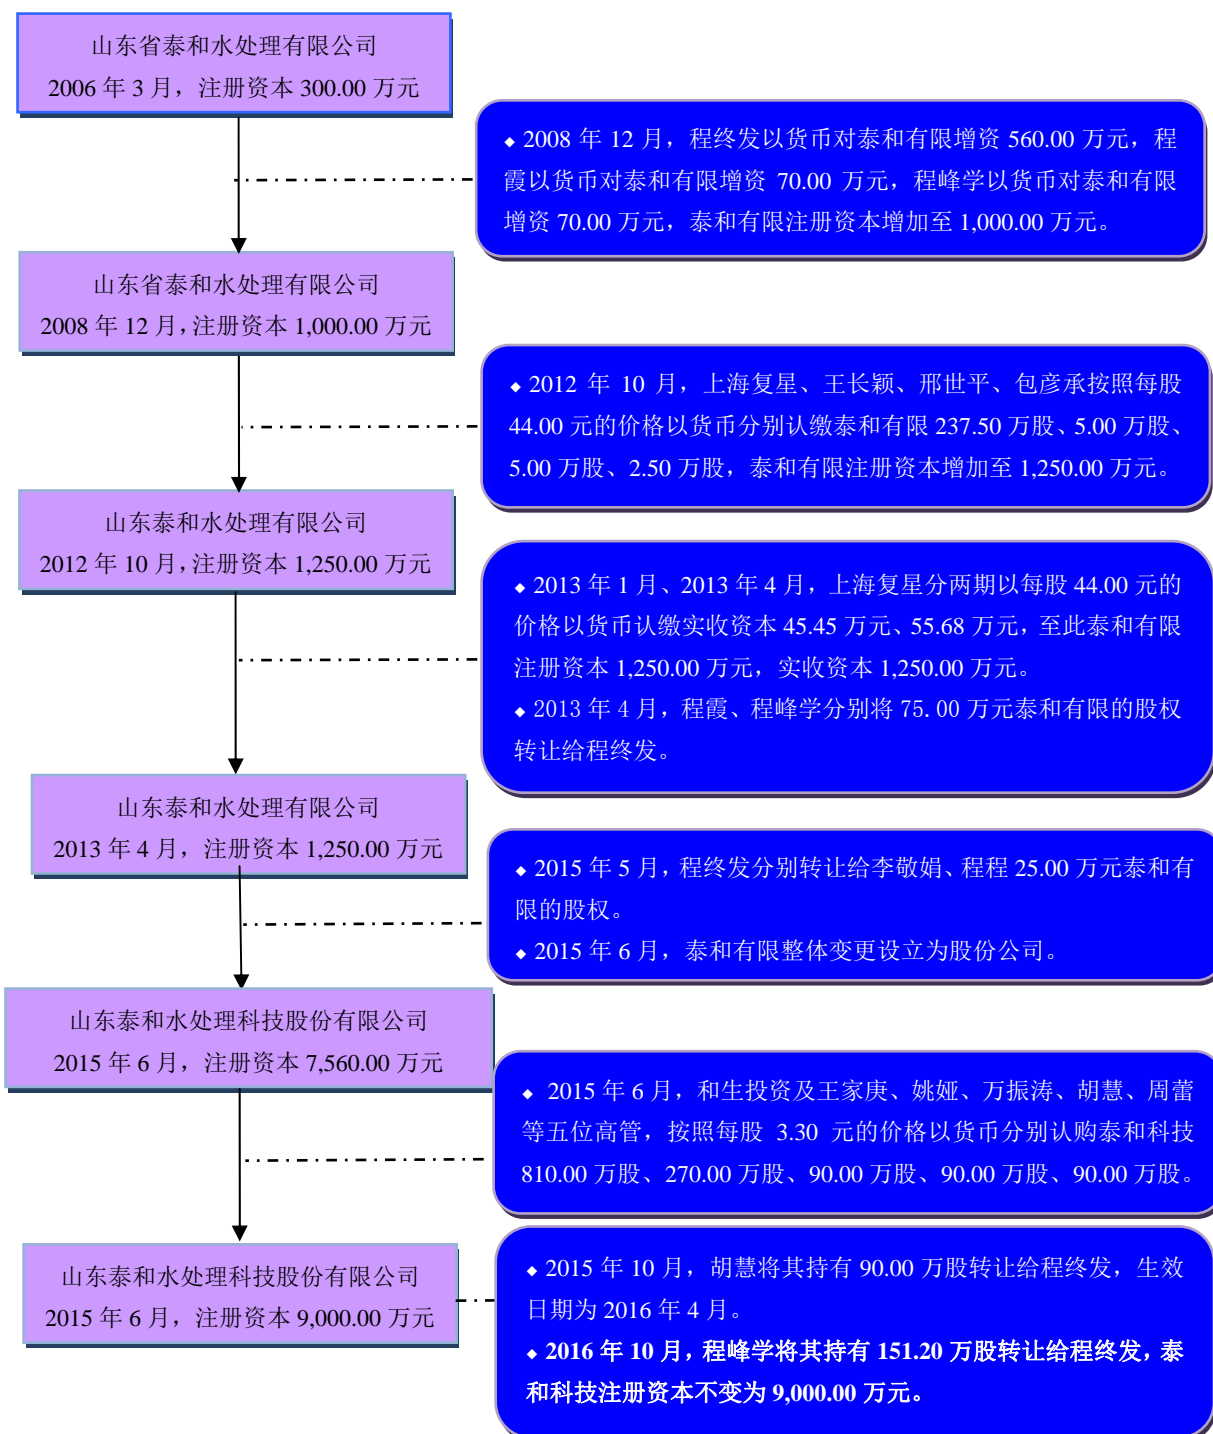 山东省泰和水处理有限公司
2006 年 3 月，注册资本 300.00 万元
◆ 2008 年 12 月，程终发以货币对泰和有限增资 560.00 万元，程
霞以货币对泰和有限增资 70.00 万元，程峰学以货币对泰和有限
增资 70.00 万元，泰和有限注册资本增加至 1,000.00 万元。
山东省泰和水处理有限公司
2008 年 12 月，注册资本 1,000.00 万元
◆ 2012 年 10 月，上海复星、王长颖、邢世平、包彦承按照每股
44.00 元的价格以货币分别认缴泰和有限 237.50 万股、5.00 万股、
5.00 万股、2.50 万股，泰和有限注册资本增加至 1,250.00 万元。
山东泰和水处理有限公司
2012 年 10 月，注册资本 1,250.00 万元
◆ 2013 年 1 月、2013 年 4 月，上海复星分两期以每股 44.00 元的
价格以货币认缴实收资本 45.45 万元、55.68 万元，至此泰和有限
注册资本 1,250.00 万元，实收资本 1,250.00 万元。
◆ 2013 年 4 月，程霞、程峰学分别将 75.00 万元泰和有限的股权
转让给程终发。
山东泰和水处理有限公司
2013 年 4 月，注册资本 1,250.00 万元
◆ 2015 年 5 月，程终发分别转让给李敬娟、程程 25.00 万元泰和有
限的股权。
◆ 2015 年 6 月，泰和有限整体变更设立为股份公司。
山东泰和水处理科技股份有限公司
2015 年 6 月，注册资本 7,560.00 万元
◆ 2015 年 6 月，和生投资及王家庚、姚娅、万振涛、胡慧、周蕾
等五位高管，按照每股 3.30 元的价格以货币分别认购泰和科技
810.00 万股、270.00 万股、90.00 万股、90.00 万股、90.00 万股。
山东泰和水处理科技股份有限公司
2015 年 6 月，注册资本 9,000.00 万元
◆ 2015 年 10 月，胡慧将其持有 90.00 万股转让给程终发，生效
日期为 2016 年 4 月。
◆ 2016 年 10 月，程峰学将其持有 151.20 万股转让给程终发，泰
和科技注册资本不变为 9,000.00 万元。